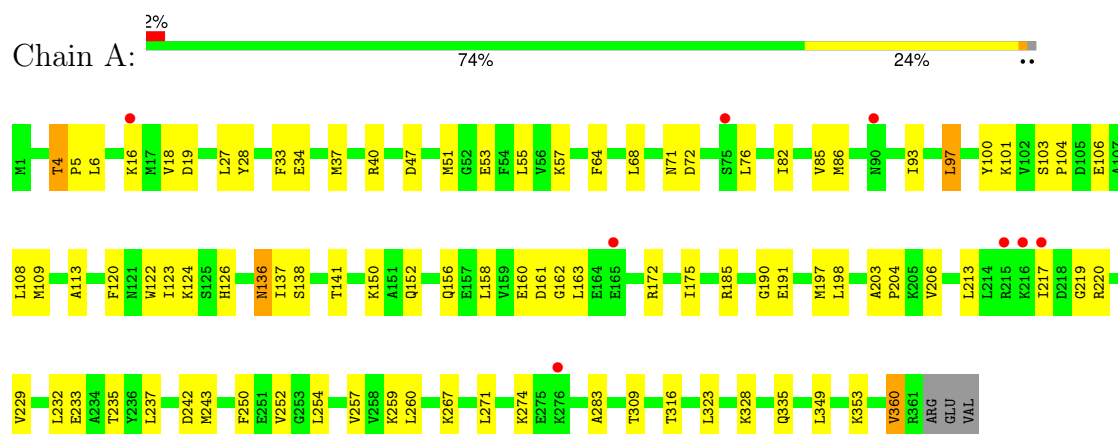 2%
Chain A:
74% 24% ••
M1 T4 P5 L6 K16 M17 V18 D19 L27 Y28 F33 E34 M37 R40 D47 M51 G52 E53 F54 L55 V56 K57 F64 L68 N71 D72 S75 L76 I82 V85 M86 N90 I93 L97 Y100 K101 V102 S103 P104 D105 E106 A107
L108 M109 A113 F120 N121 W122 I123 K124 S125 H126 N136 I137 S138 T141 K150 A151 Q152 Q156 E157 L158 V159 E160 D161 G162 L163 E164 E165 R172 I175 R185 G190 E191 M197 L198 A203 P204 K205 V206 L213 L214 R215 K216 I217 D218 G219 R220
V229 L232 E233 A234 T235 Y236 L237 D242 M243 F250 E251 V252 G253 L254 V257 V258 K259 L260 K267 L271 K274 E275 K276 A283 T309 T316 L323 K328 Q335 L349 K353 V360 R361 ARG GLU VAL